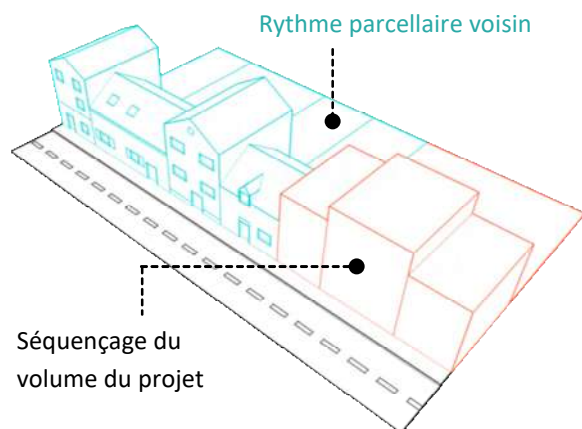 Rythme parcellaire voisin
Séquençage du
volume du projet